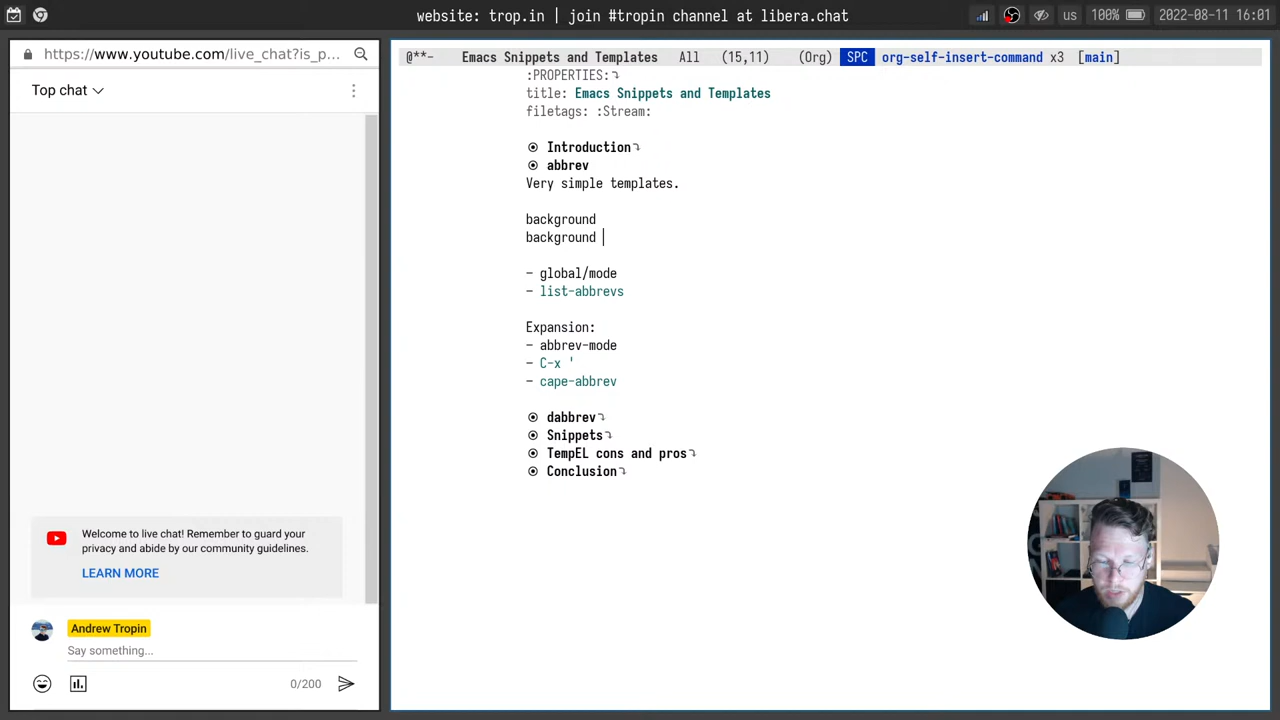 website: trop.in | join #tropin channel at libera.chat
us 100% 2022-08-11 16:01
https://www.youtube.com/live_chat?is_p...
Top chat
Welcome to live chat! Remember to guard your
privacy and abide by our community guidelines.
LEARN MORE
Andrew Tropin
Say something...
0/200
@**- Emacs Snippets and Templates All (15,11) (Org) SPC org-self-insert-command x3 [main]
:PROPERTIES:
title: Emacs Snippets and Templates
filetags: :Stream:
Introduction
abbrev
Very simple templates.
background
background
- global/mode
- list-abbrevs
Expansion:
- abbrev-mode
- C-x '
- cape-abbrev
dabbrev
Snippets
TempEL cons and pros
Conclusion